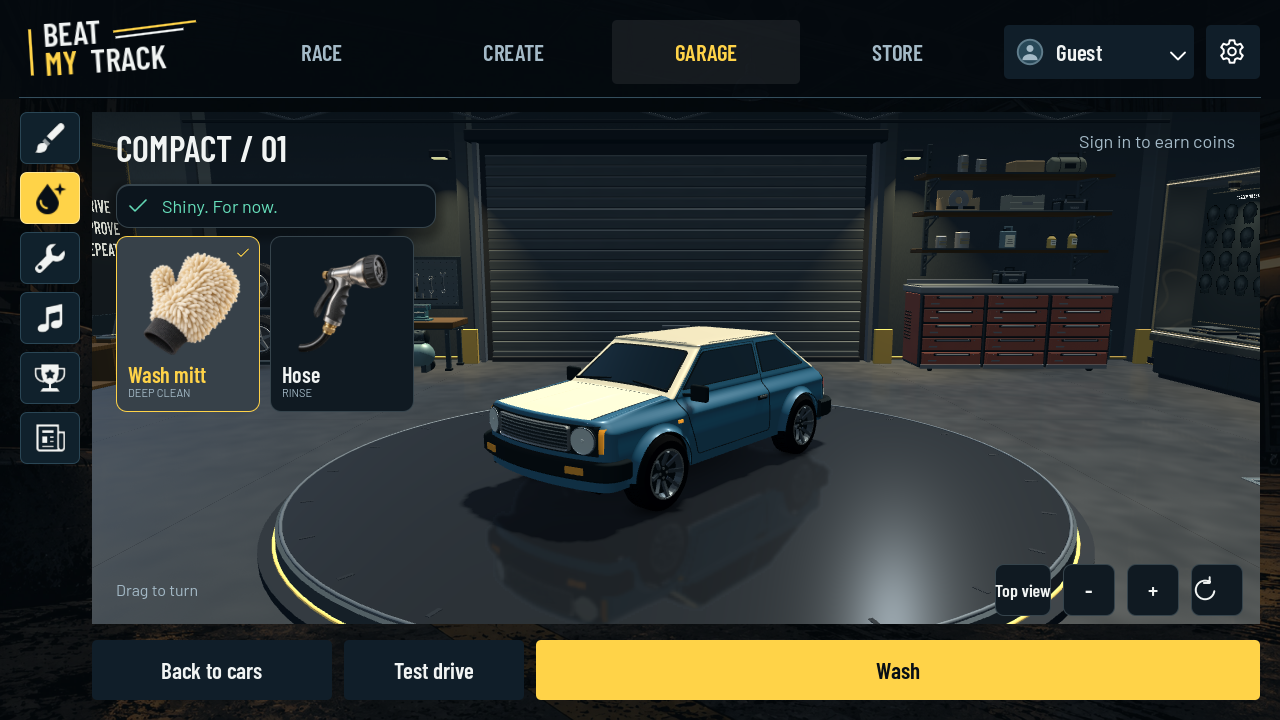 BEAT
MY TRACK
RACE
CREATE
GARAGE
STORE
Guest
COMPACT / 01
Sign in to earn coins
Shiny. For now.
Wash mitt
DEEP CLEAN
Hose
RINSE
Drag to turn
Top view
-
+
Back to cars
Test drive
Wash